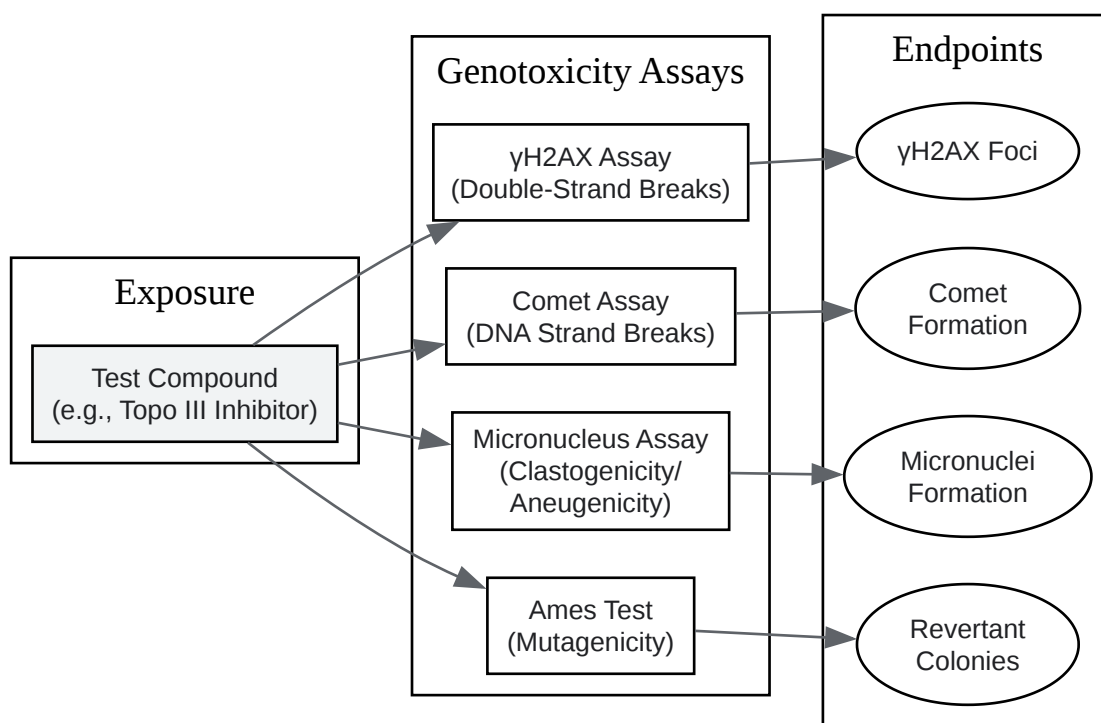 Exposure
Test Compound
(e.g., Topo III Inhibitor)
Genotoxicity Assays
γH2AX Assay
(Double-Strand Breaks)
Comet Assay
(DNA Strand Breaks)
Micronucleus Assay
(Clastogenicity/
Aneugenicity)
Ames Test
(Mutagenicity)
Endpoints
γH2AX Foci
Comet
Formation
Micronuclei
Formation
Revertant
Colonies